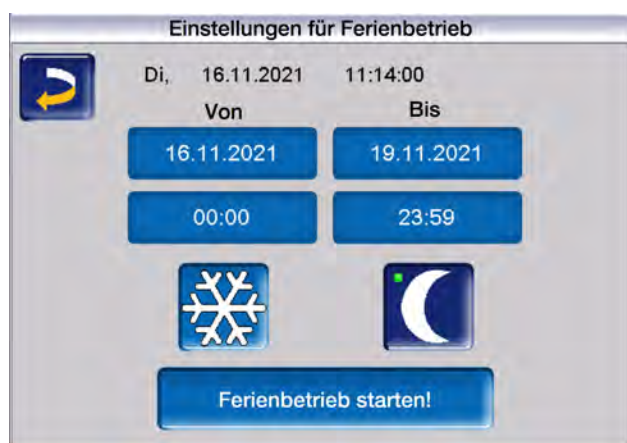 Einstellungen für Ferienbetrieb
Di, 16.11.2021 11:14:00
Von Bis
16.11.2021 19.11.2021
00:00 23:59
Ferienbetrieb starten!